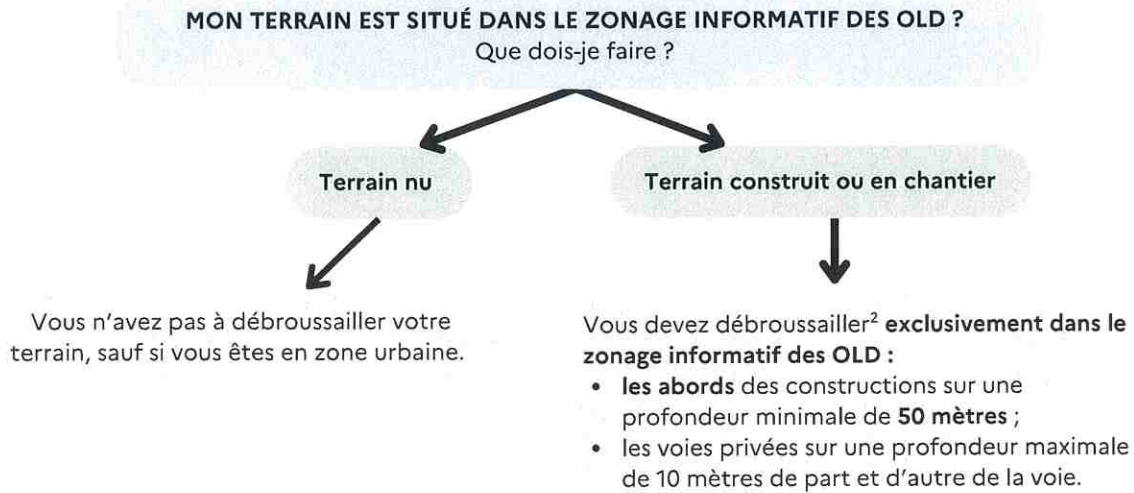 MON TERRAIN EST SITUÉ DANS LE ZONAGE INFORMATIF DES OLD ?
Que dois-je faire ?
Terrain nu
Terrain construit ou en chantier
Vous n'avez pas à débroussailler votre
terrain, sauf si vous êtes en zone urbaine.
Vous devez débroussailler² exclusivement dans le
zonage informatif des OLD :
• les abords des constructions sur une
profondeur minimale de 50 mètres ;
• les voies privées sur une profondeur maximale
de 10 mètres de part et d'autre de la voie.